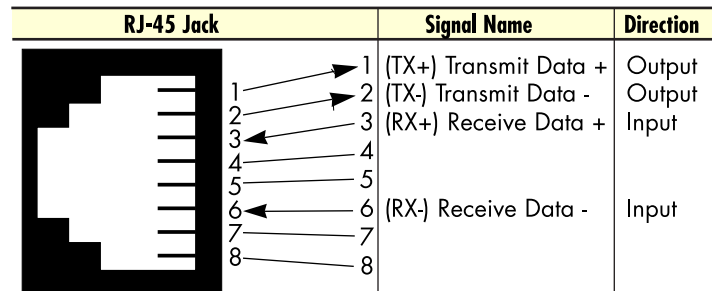 RJ-45 Jack Signal Name Direction
1 1 (TX+) Transmit Data + Output
2 2 (TX-) Transmit Data - Output
3 3 (RX+) Receive Data + Input
4 4
5 5
6 6 (RX-) Receive Data - Input
7 7
8 8